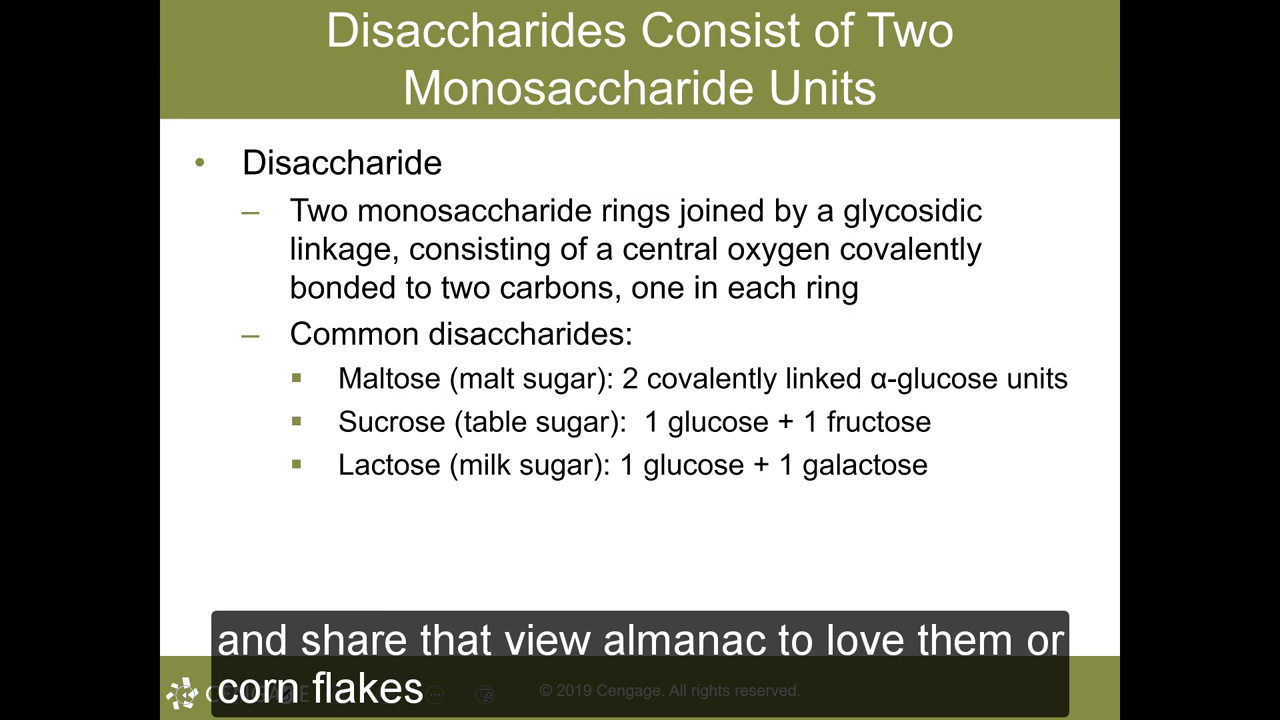 Disaccharides Consist of Two
Monosaccharide Units
• Disaccharide
– Two monosaccharide rings joined by a glycosidic
linkage, consisting of a central oxygen covalently
bonded to two carbons, one in each ring
– Common disaccharides:
▪ Maltose (malt sugar): 2 covalently linked α-glucose units
▪ Sucrose (table sugar):  1 glucose + 1 fructose
▪ Lactose (milk sugar): 1 glucose + 1 galactose
and share that view almanac to love them or
corn flakes
CENGAGE
© 2019 Cengage. All rights reserved.